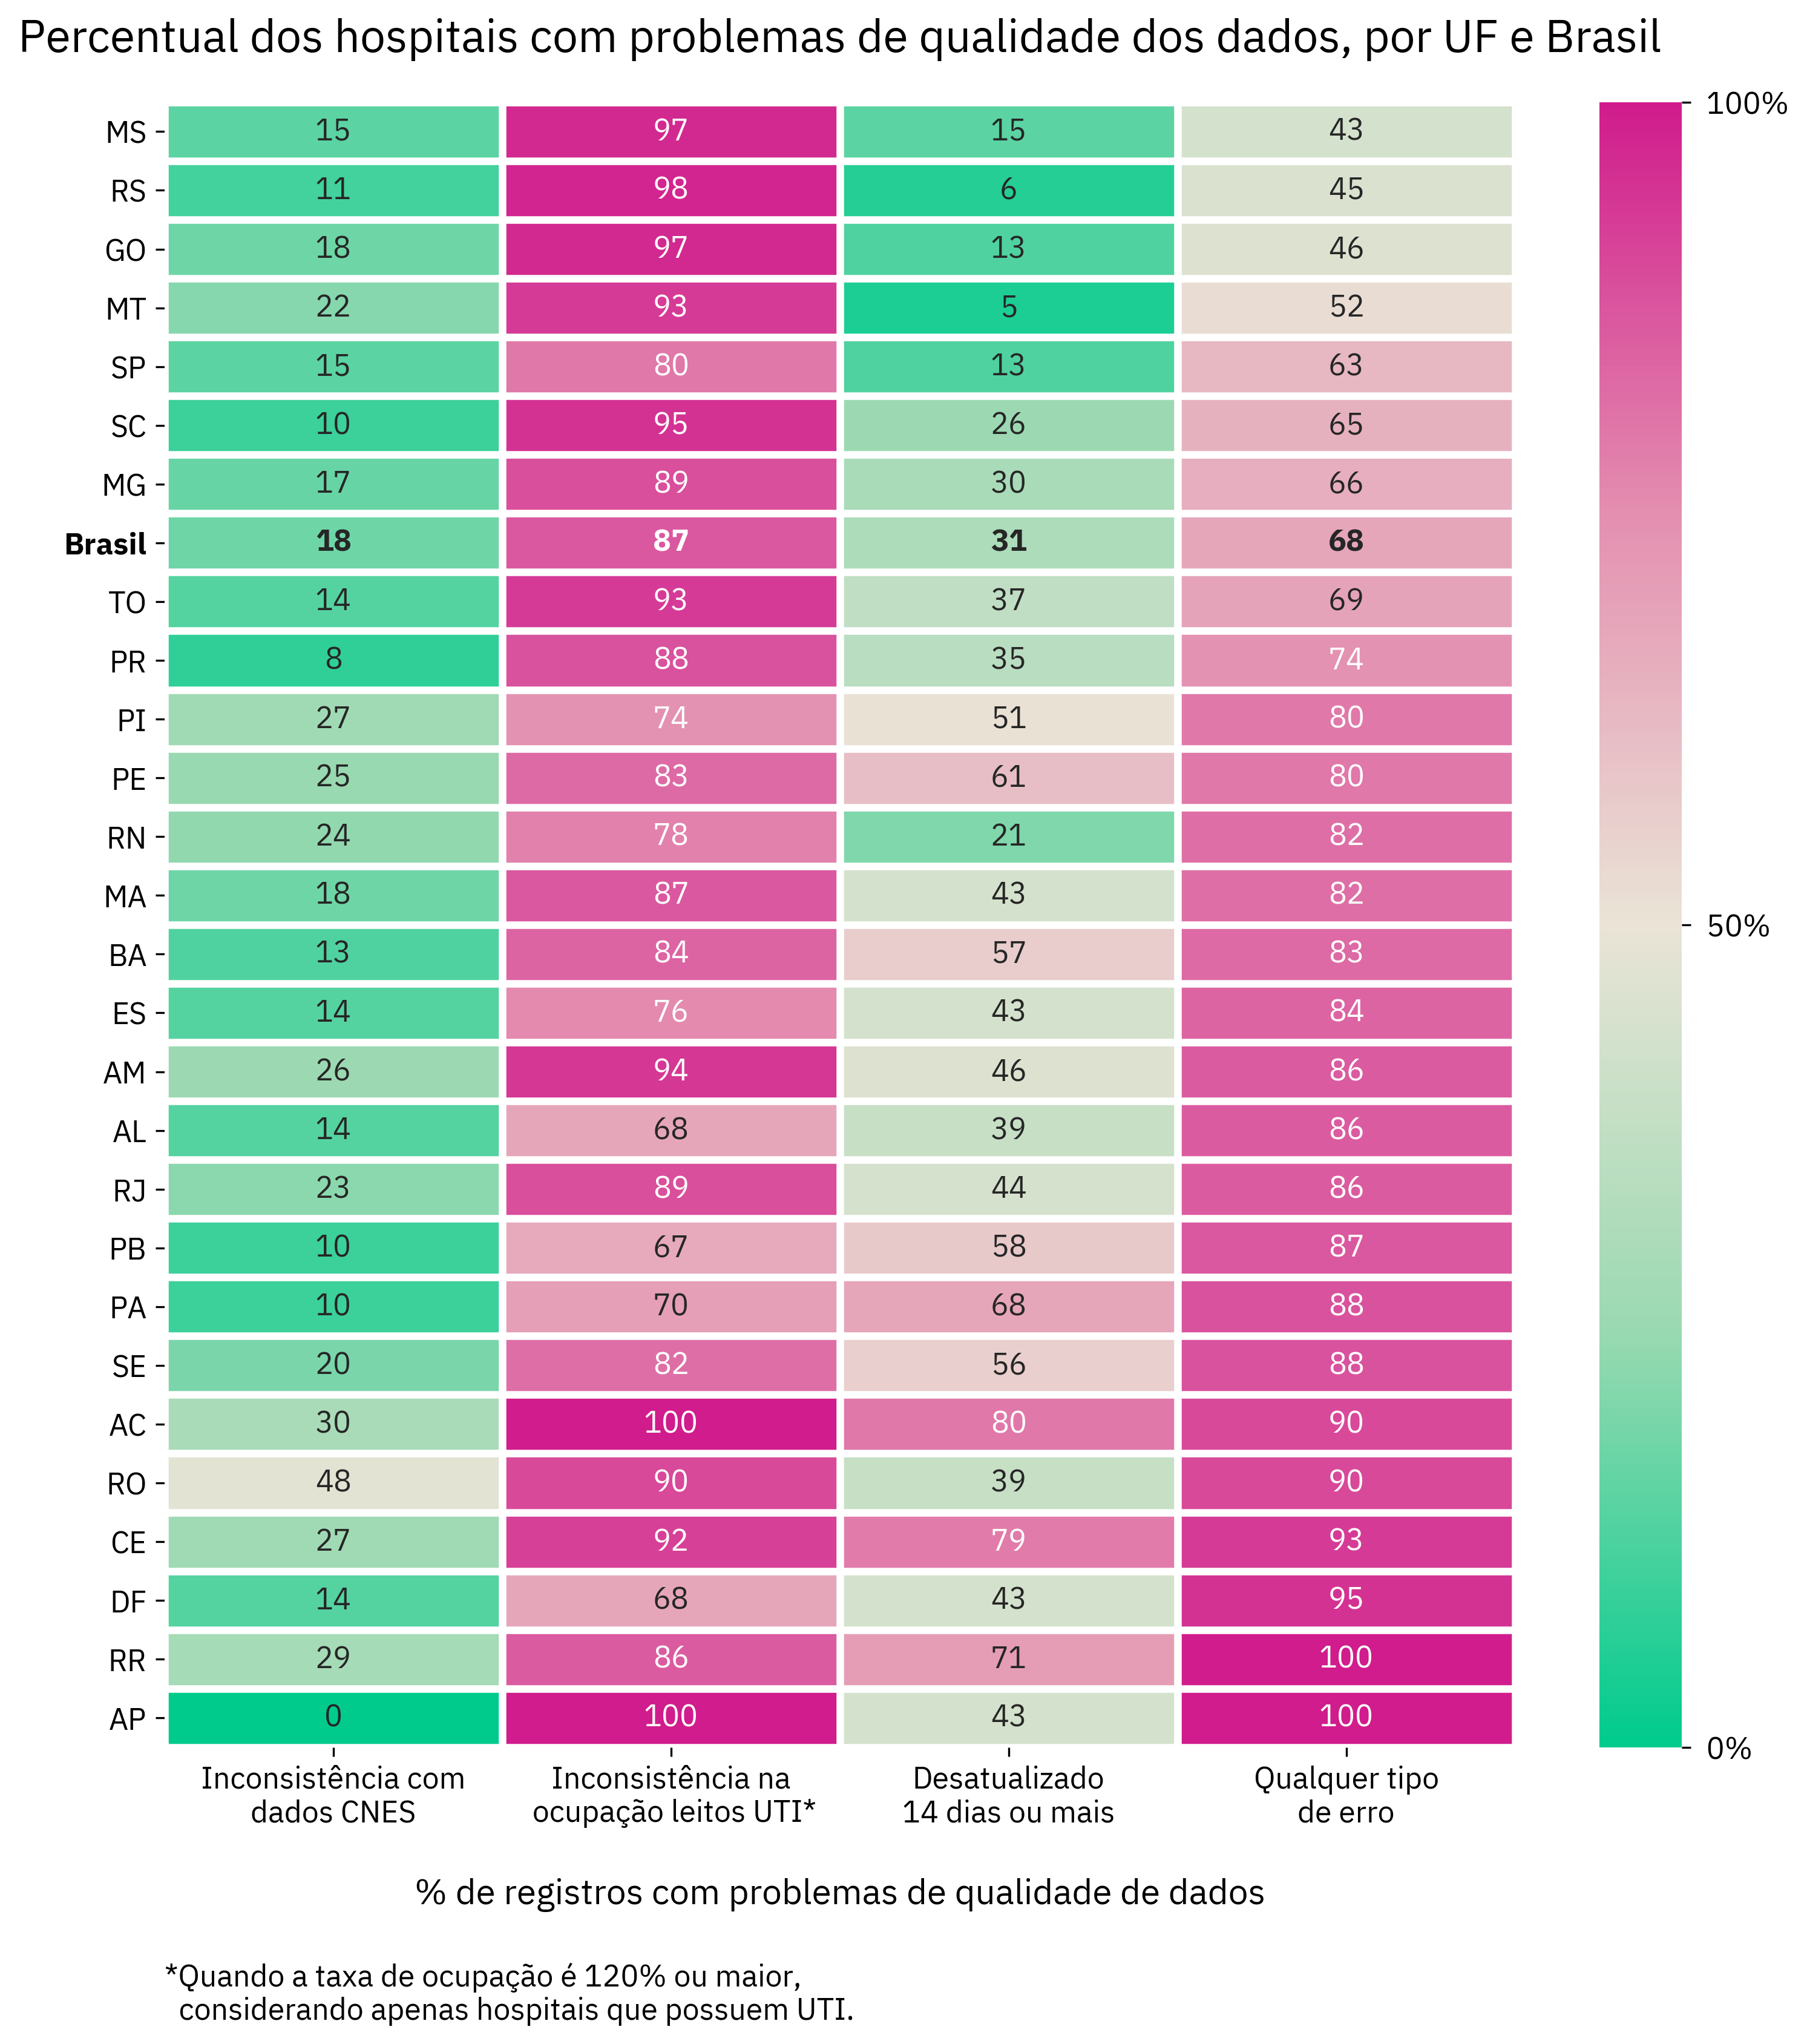 Percentual dos hospitais com problemas de qualidade dos dados, por UF e Brasil
100%
MS 15 97 15 43
RS 11 98 6 45
GO 18 97 13 46
MT 22 93 5 52
SP 15 80 13 63
SC 10 95 26 65
MG 17 89 30 66
Brasil 18 87 31 68
TO 14 93 37 69
PR 8 88 35 74
PI 27 74 51 80
PE 25 83 61 80
RN 24 78 21 82
MA 18 87 43 82
50%
BA 13 84 57 83
ES 14 76 43 84
AM 26 94 46 86
AL 14 68 39 86
RJ 23 89 44 86
PB 10 67 58 87
PA 10 70 68 88
SE 20 82 56 88
AC 30 100 80 90
RO 48 90 39 90
CE 27 92 79 93
DF 14 68 43 95
RR 29 86 71 100
AP 0 100 43 100
0%
Inconsistência com
dados CNES
Inconsistência na
ocupação leitos UTI*
Desatualizado
14 dias ou mais
Qualquer tipo
de erro
% de registros com problemas de qualidade de dados
*Quando a taxa de ocupação é 120% ou maior,
considerando apenas hospitais que possuem UTI.